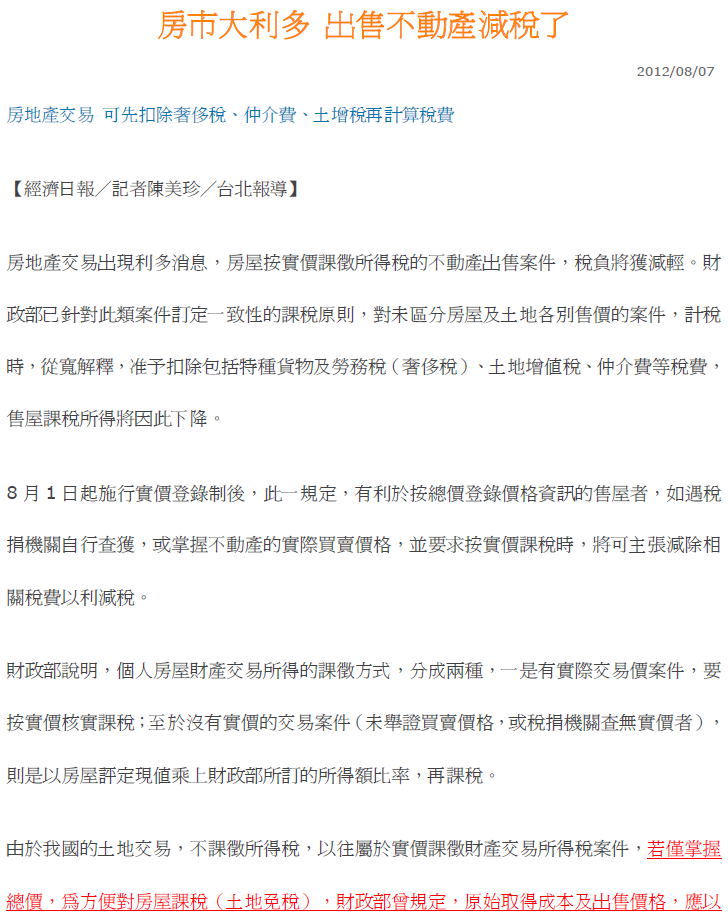 房市大利多 出售不動產減稅了
2012/08/07
房地產交易 可先扣除奢侈稅、仲介費、土增稅再計算稅費
【經濟日報╱記者陳美珍╱台北報導】
房地產交易出現利多消息，房屋按實價課徵所得稅的不動產出售案件，稅負將獲減輕。財
政部已針對此類案件訂定一致性的課稅原則，對未區分房屋及土地各別售價的案件，計稅
時，從寬解釋，准予扣除包括特種貨物及勞務稅（奢侈稅）、土地增值稅、仲介費等稅費，
售屋課稅所得將因此下降。
8 月 1 日起施行實價登錄制後，此一規定，有利於按總價登錄價格資訊的售屋者，如遇稅
捐機關自行查獲，或掌握不動產的實際買賣價格，並要求按實價課稅時，將可主張減除相
關稅費以利減稅。
財政部說明，個人房屋財產交易所得的課徵方式，分成兩種，一是有實際交易價案件，要
按實價核實課稅；至於沒有實價的交易案件（未舉證買賣價格，或稅捐機關查無實價者），
則是以房屋評定現值乘上財政部所訂的所得額比率，再課稅。
由於我國的土地交易，不課徵所得稅，以往屬於實價課徵財產交易所得稅案件，若僅掌握
總價，為方便對房屋課稅（土地免稅），財政部曾規定，原始取得成本及出售價格，應以